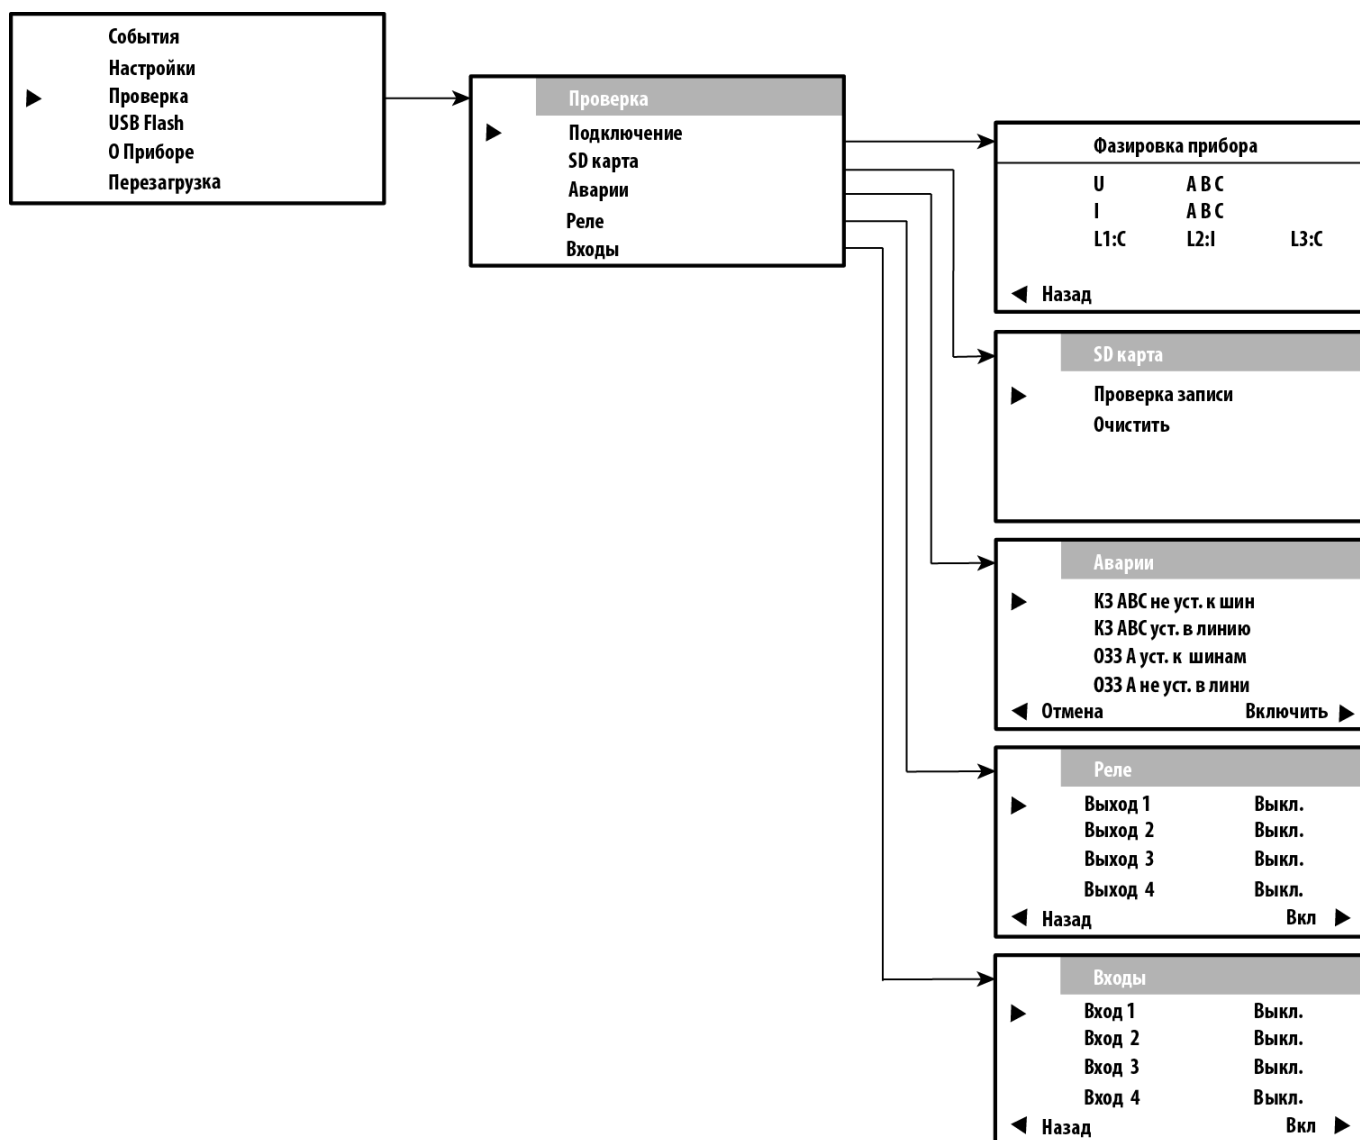 События
Настройки
Проверка
USB Flash
О Приборе
Перезагрузка
Проверка
Подключение
SD карта
Аварии
Реле
Входы
Фазировка прибора
U A B C
I A B C
L1:C L2:I L3:C
Назад
SD карта
Проверка записи
Очистить
Аварии
КЗ АВС не уст. к шин
КЗ АВС уст. в линию
ОЗЗ А уст. к шинам
ОЗЗ А не уст. в лини
Отмена Включить
Реле
Выход 1 Выкл.
Выход 2 Выкл.
Выход 3 Выкл.
Выход 4 Выкл.
Назад Вкл
Входы
Вход 1 Выкл.
Вход 2 Выкл.
Вход 3 Выкл.
Вход 4 Выкл.
Назад Вкл